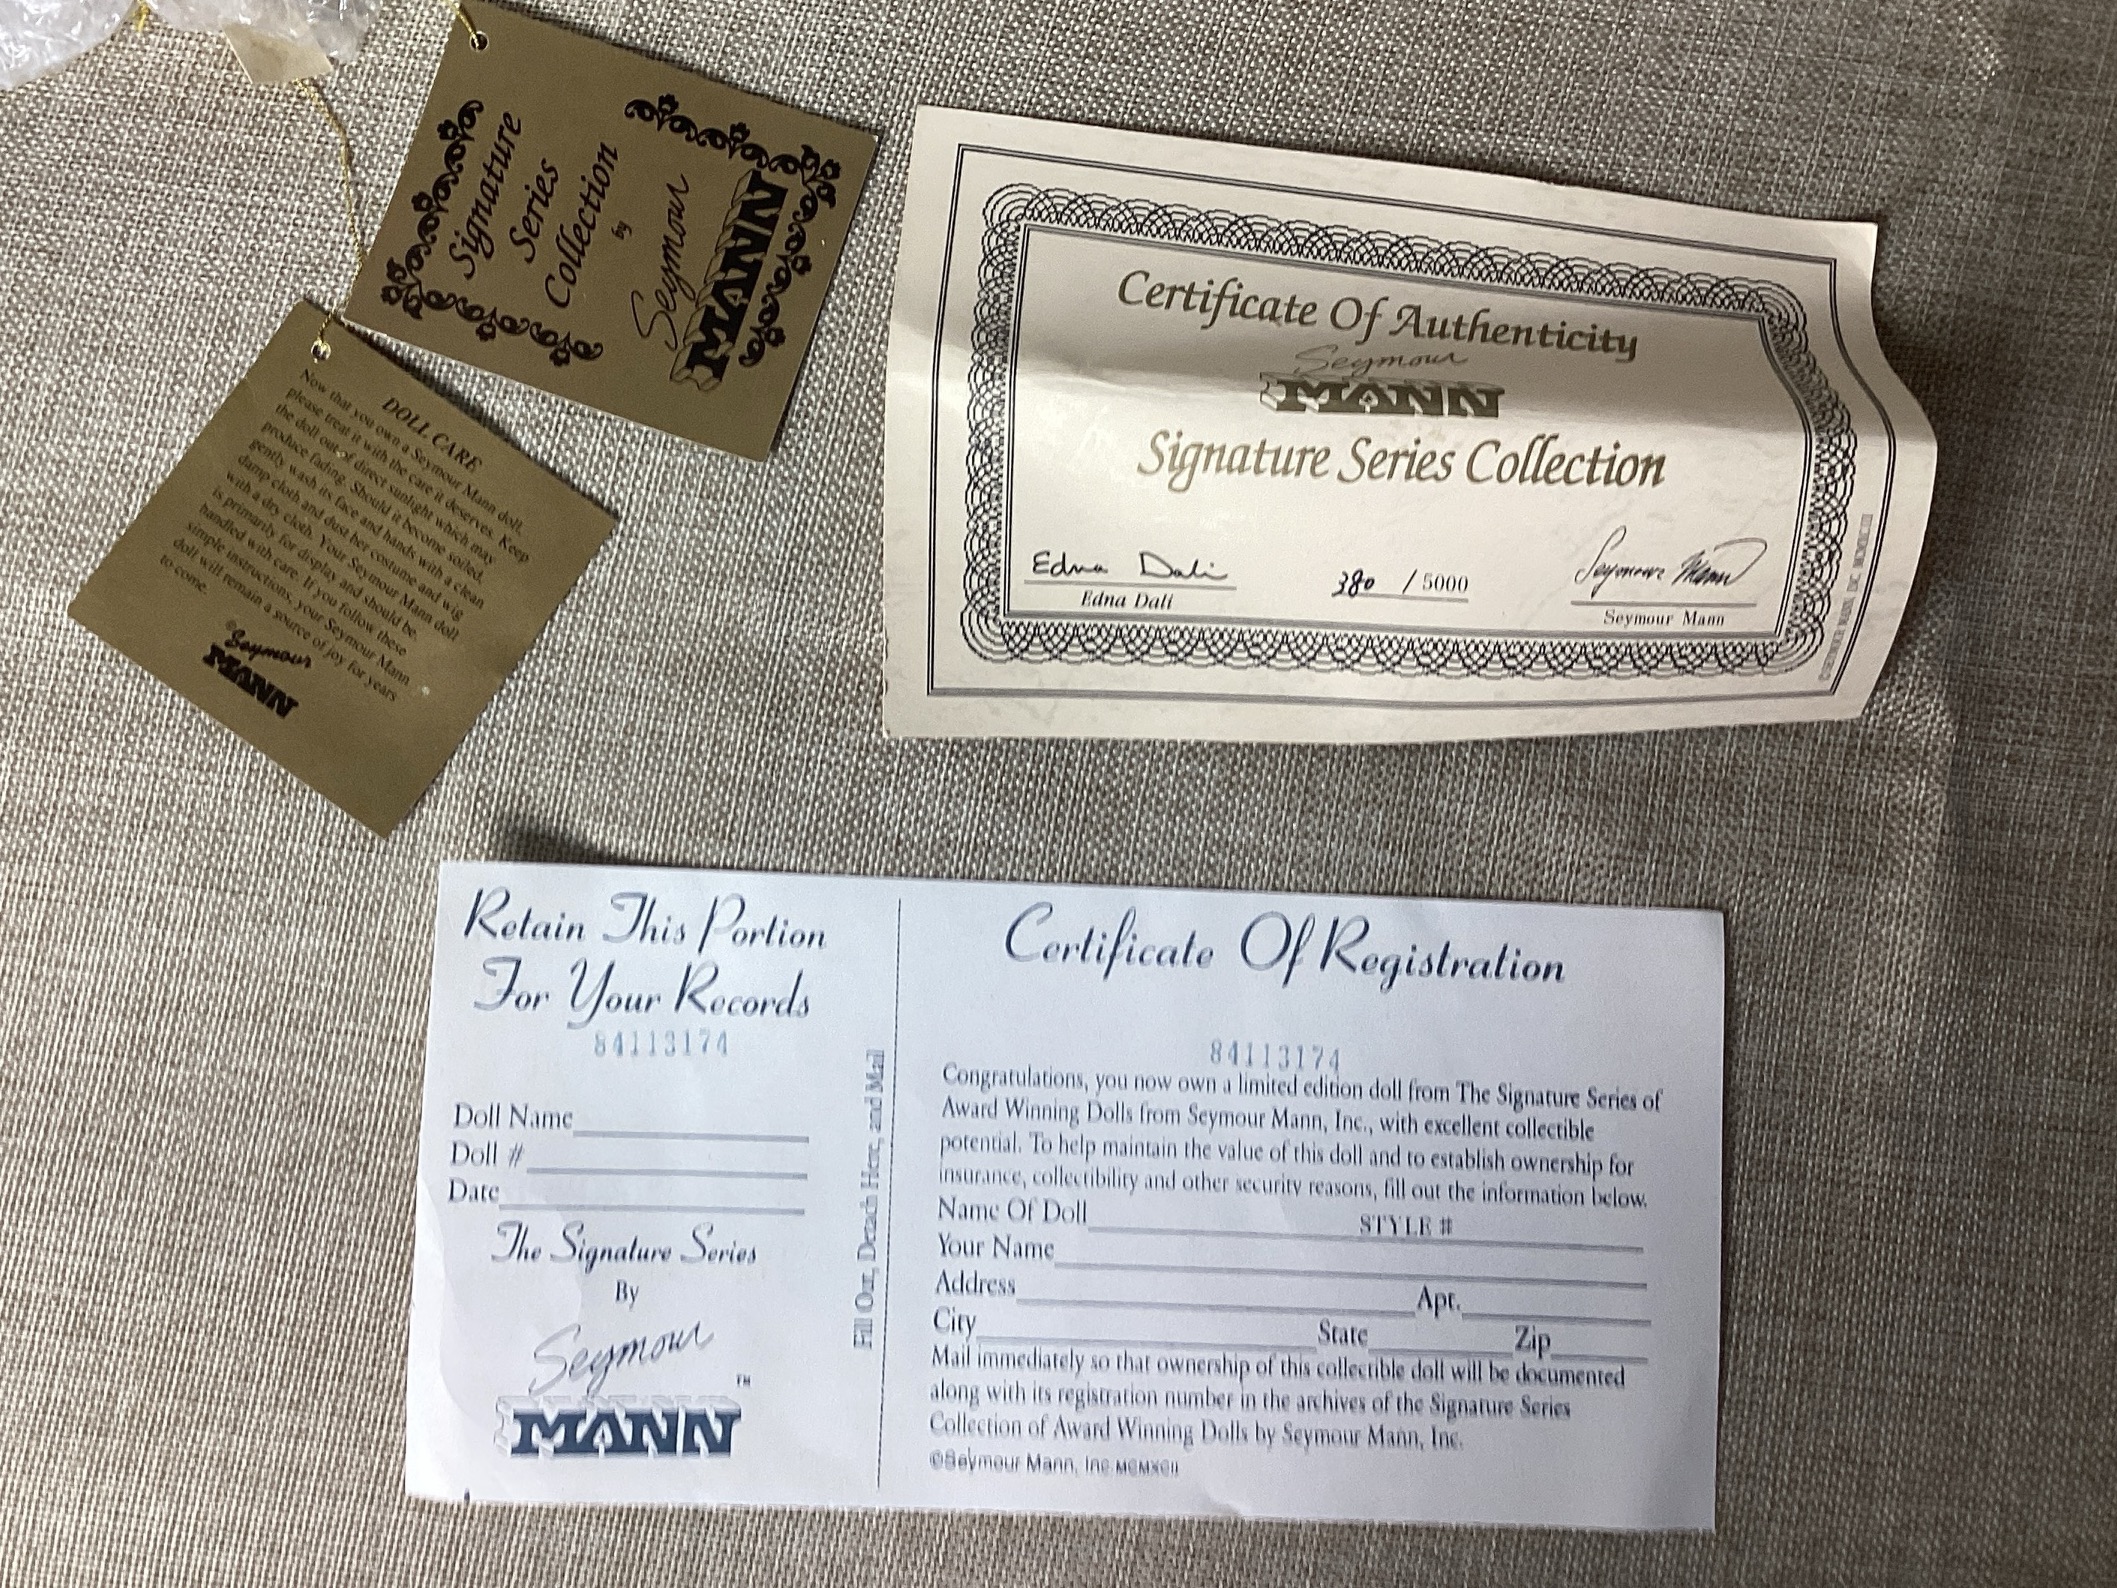 Signature
Series
Collection
by
Seymour
MANN
DOLL CARE
Now that you own a Seymour Mann doll,
please treat it with the care it deserves. Keep
the doll out of direct sunlight which may
produce fading. Should it become soiled,
gently wash its face and hands with a clean
damp cloth and dust her costume and wig
with a dry cloth. Your Seymour Mann doll
is primarily for display and should be
handled with care. If you follow these
simple instructions, your Seymour Mann
doll will remain a source of joy for years
to come.
©Seymour
MANN
Certificate Of Authenticity
Seymour
MANN
Signature Series Collection
Edna Dali
380 / 5000
Seymour Mann
Edna Dali
Seymour Mann
Retain This Portion
For Your Records
84113174
Doll Name
Doll #
Date
The Signature Series
By
Seymour
MANN™
Fill Out, Detach Here, and Mail
Certificate Of Registration
84113174
Congratulations, you now own a limited edition doll from The Signature Series of
Award Winning Dolls from Seymour Mann, Inc., with excellent collectible
potential. To help maintain the value of this doll and to establish ownership for
insurance, collectibility and other security reasons, fill out the information below.
Name Of Doll STYLE #
Your Name
Address Apt.
City State Zip
Mail immediately so that ownership of this collectible doll will be documented
along with its registration number in the archives of the Signature Series
Collection of Award Winning Dolls by Seymour Mann, Inc.
©Seymour Mann, Inc. MCMXCII